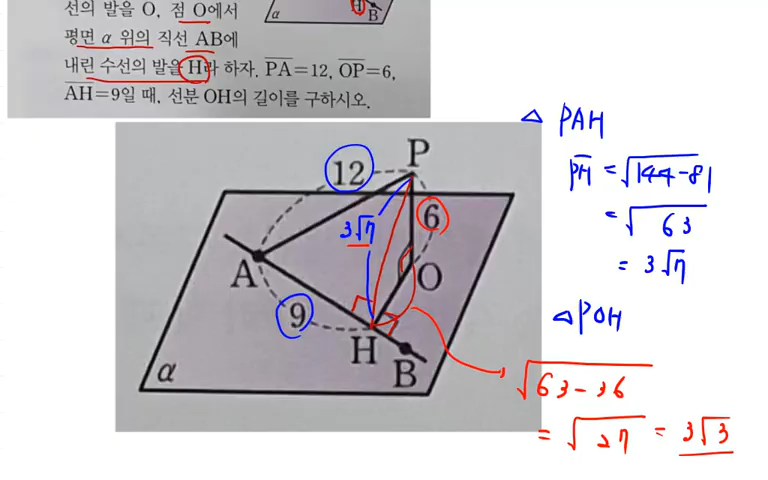 선의 발을 O, 점 O에서
평면 α 위의 직선 AB에
내린 수선의 발을 H라 하자. PA=12, OP=6,
AH=9일 때, 선분 OH의 길이를 구하시오.
α
H
B
P
12
6
3√7
A
O
9
H
B
α
△ PAH
PH = √144-81
= √63
= 3√7
△POH
√63-36
= √27 = 3√3